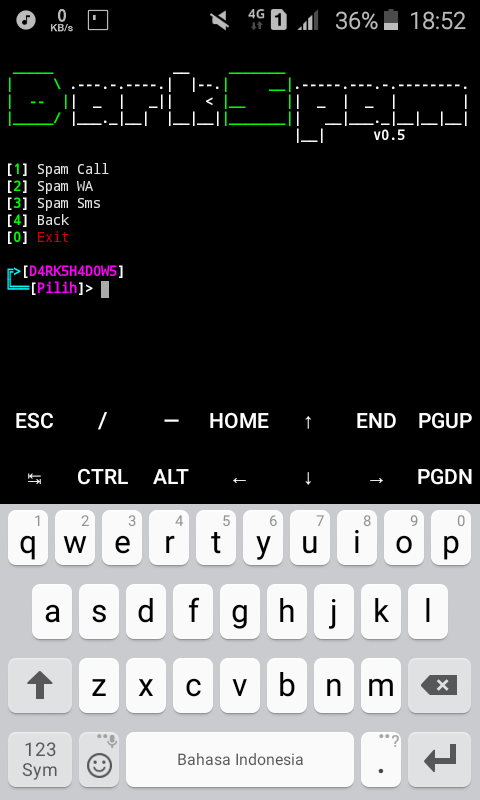 0
KB/s
4G
1
36%
18:52
DarkSpam
v0.5
[1] Spam Call
[2] Spam WA
[3] Spam Sms
[4] Back
[0] Exit
[D4RK5H4DOW5]
[Pilih]>
ESC / — HOME ↑ END PGUP
↹ CTRL ALT ← ↓ → PGDN
1 2 3 4 5 6 7 8 9 0
q w e r t y u i o p
a s d f g h j k l
z x c v b n m
123
Sym
Bahasa Indonesia
. ?